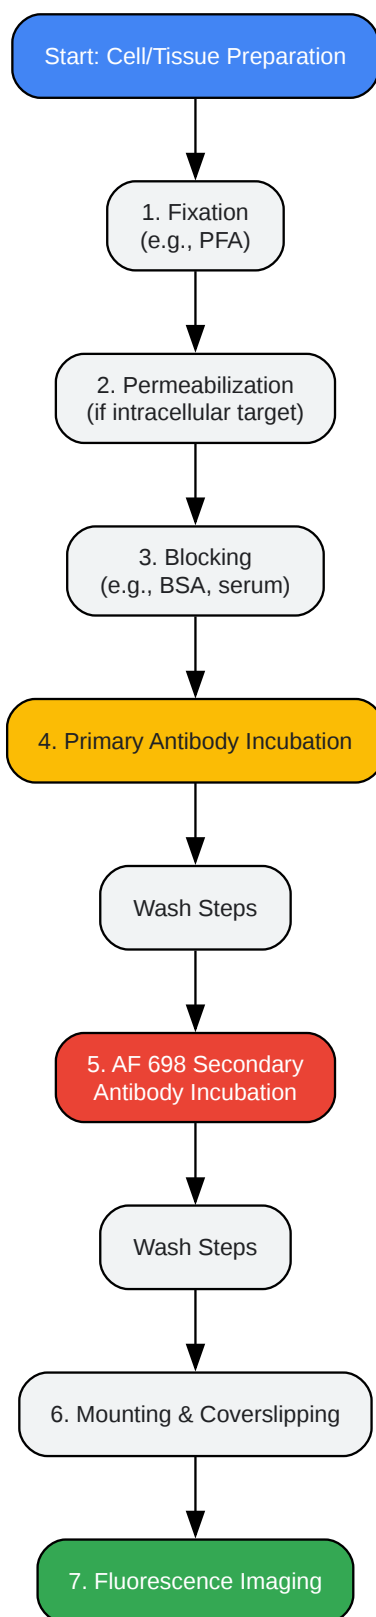 Start: Cell/Tissue Preparation
1. Fixation
(e.g., PFA)
2. Permeabilization
(if intracellular target)
3. Blocking
(e.g., BSA, serum)
4. Primary Antibody Incubation
Wash Steps
5. AF 698 Secondary
Antibody Incubation
Wash Steps
6. Mounting & Coverslipping
7. Fluorescence Imaging